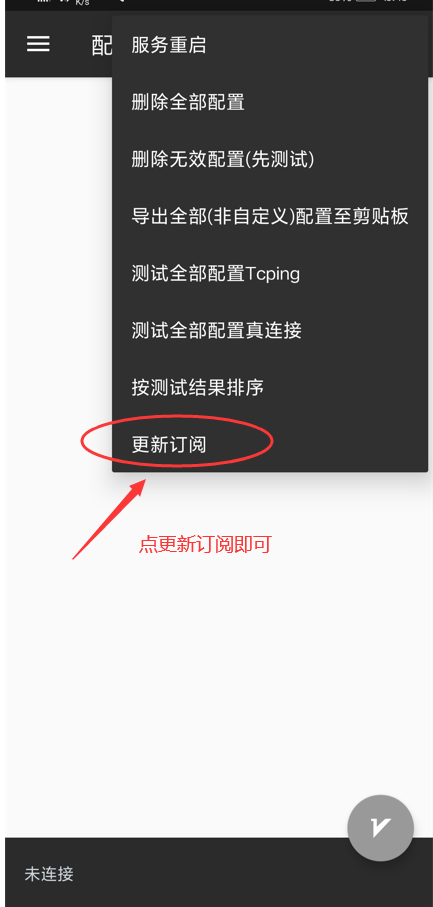 K/s
配
服务重启
删除全部配置
删除无效配置(先测试)
导出全部(非自定义)配置至剪贴板
测试全部配置Tcping
测试全部配置真连接
按测试结果排序
更新订阅
点更新订阅即可
未连接